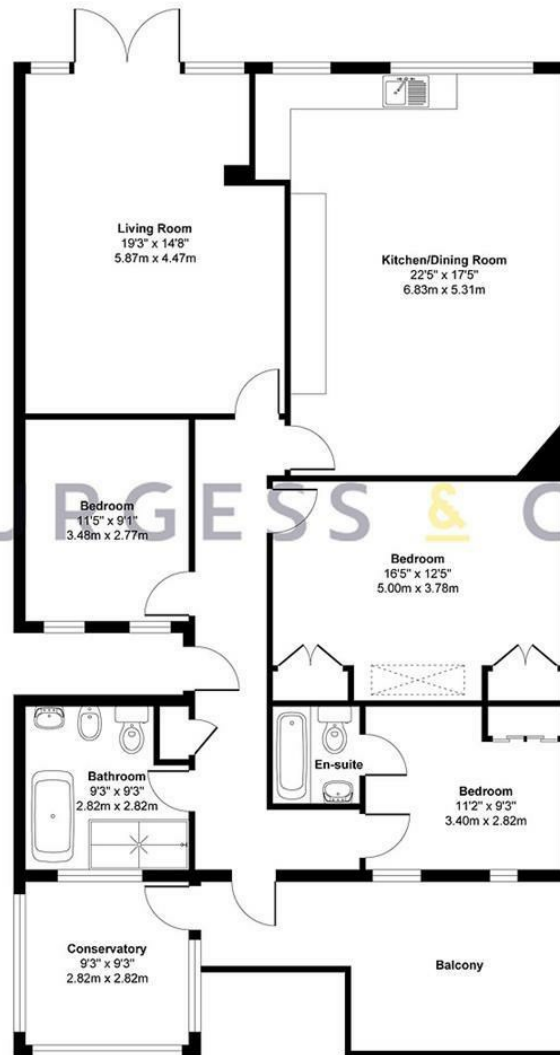 Living Room
19'3" x 14'8"
5.87m x 4.47m
Kitchen/Dining Room
22'5" x 17'5"
6.83m x 5.31m
Bedroom
11'5" x 9'1"
3.48m x 2.77m
URGESS & C
Bedroom
16'5" x 12'5"
5.00m x 3.78m
En-suite
Bathroom
9'3" x 9'3"
2.82m x 2.82m
Bedroom
11'2" x 9'3"
3.40m x 2.82m
Conservatory
9'3" x 9'3"
2.82m x 2.82m
Balcony